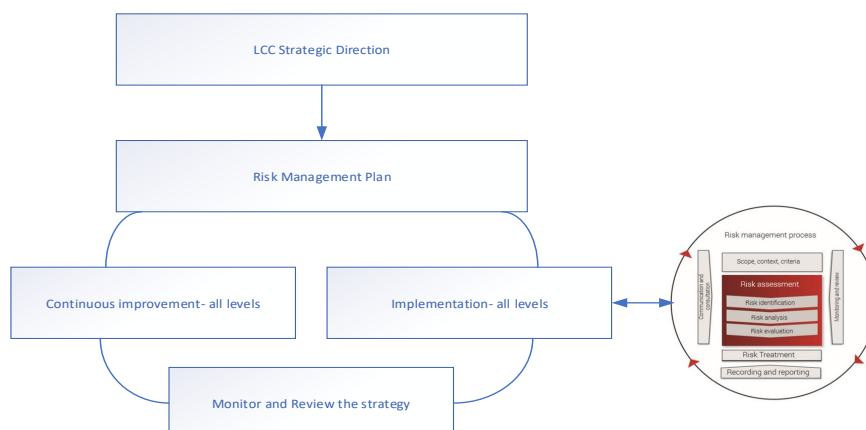 LCC Strategic Direction
Risk Management Plan
Continuous improvement- all levels
Implementation- all levels
Monitor and Review the strategy
Risk management process
Scope, context, criteria
Communication and
consultation
Risk assessment
Risk identification
Risk analysis
Risk evaluation
Monitoring and review
Risk Treatment
Recording and reporting